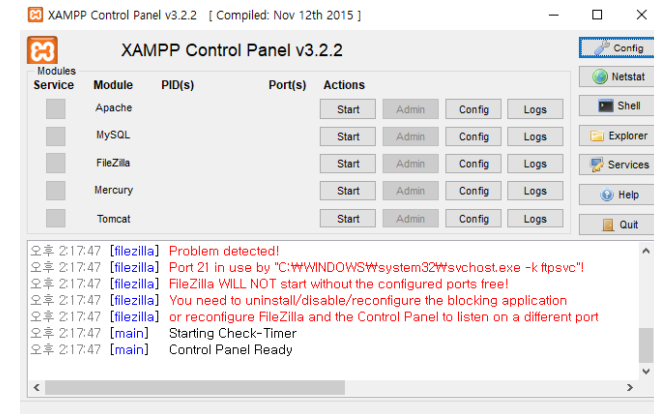 XAMPP Control Panel v3.2.2 [ Compiled: Nov 12th 2015 ]
XAMPP Control Panel v3.2.2
Config
Modules
Service Module PID(s) Port(s) Actions
Netstat
Apache Start Admin Config Logs
Shell
MySQL Start Admin Config Logs
Explorer
FileZilla Start Admin Config Logs
Services
Mercury Start Admin Config Logs
Help
Tomcat Start Admin Config Logs
Quit
오후 2:17:47 [filezilla] Problem detected!
오후 2:17:47 [filezilla] Port 21 in use by "C:₩WINDOWS₩system32₩svchost.exe -k ftpsvc"!
오후 2:17:47 [filezilla] FileZilla WILL NOT start without the configured ports free!
오후 2:17:47 [filezilla] You need to uninstall/disable/reconfigure the blocking application
오후 2:17:47 [filezilla] or reconfigure FileZilla and the Control Panel to listen on a different port
오후 2:17:47 [main] Starting Check-Timer
오후 2:17:47 [main] Control Panel Ready